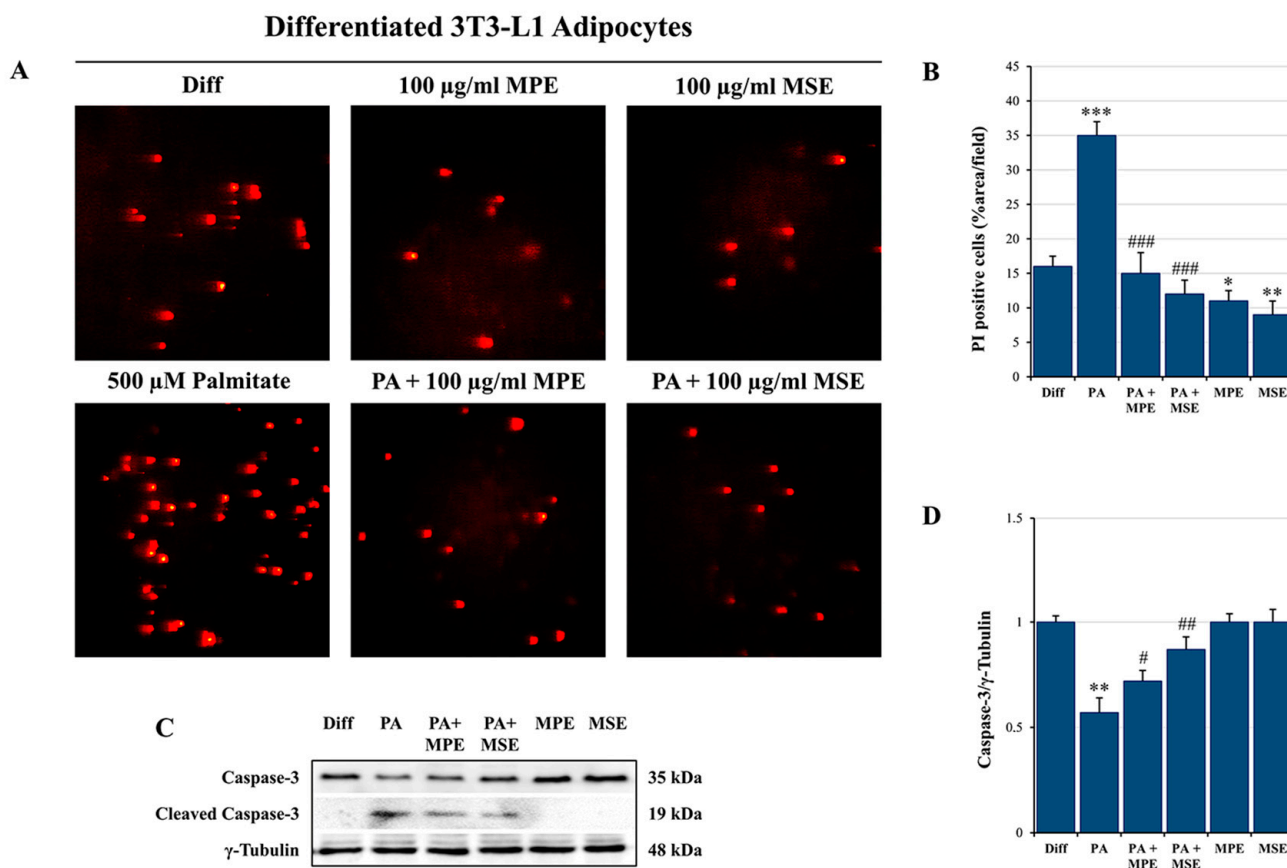 Differentiated 3T3-L1 Adipocytes
A
Diff
100 µg/ml MPE
100 µg/ml MSE
500 µM Palmitate
PA + 100 µg/ml MPE
PA + 100 µg/ml MSE
B
PI positive cells (%area/field)
45
40
35
30
25
20
15
10
5
0
***
###
###
*
**
Diff
PA
PA +
MPE
PA +
MSE
MPE
MSE
C
Diff
PA
PA+
MPE
PA+
MSE
MPE
MSE
Caspase-3
35 kDa
Cleaved Caspase-3
19 kDa
γ-Tubulin
48 kDa
D
Caspase-3/γ-Tubulin
1.5
1
0.5
0
**
#
##
Diff
PA
PA +
MPE
PA +
MSE
MPE
MSE